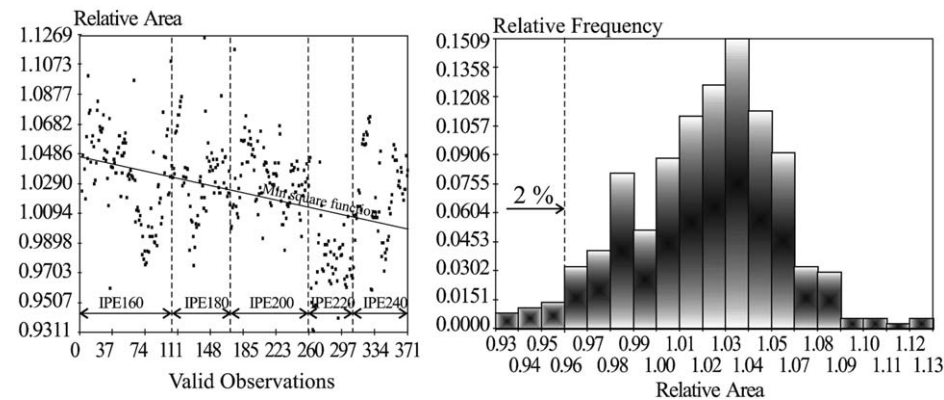 Relative Area
1.1269
1.1073
1.0877
1.0682
1.0486
1.0290
1.0094
0.9898
0.9703
0.9507
0.9311
Min square function
IPE160 IPE180 IPE200 IPE220 IPE240
0 37 74 111 148 185 223 260 297 334 371
Valid Observations
Relative Frequency
0.1509
0.1358
0.1208
0.1057
0.0906
0.0755
0.0604
0.0453
0.0302
0.0151
0.0000
2 %
0.93 0.95 0.97 0.99 1.01 1.03 1.05 1.08 1.10 1.12
0.94 0.96 0.98 1.00 1.02 1.04 1.07 1.09 1.11 1.13
Relative Area